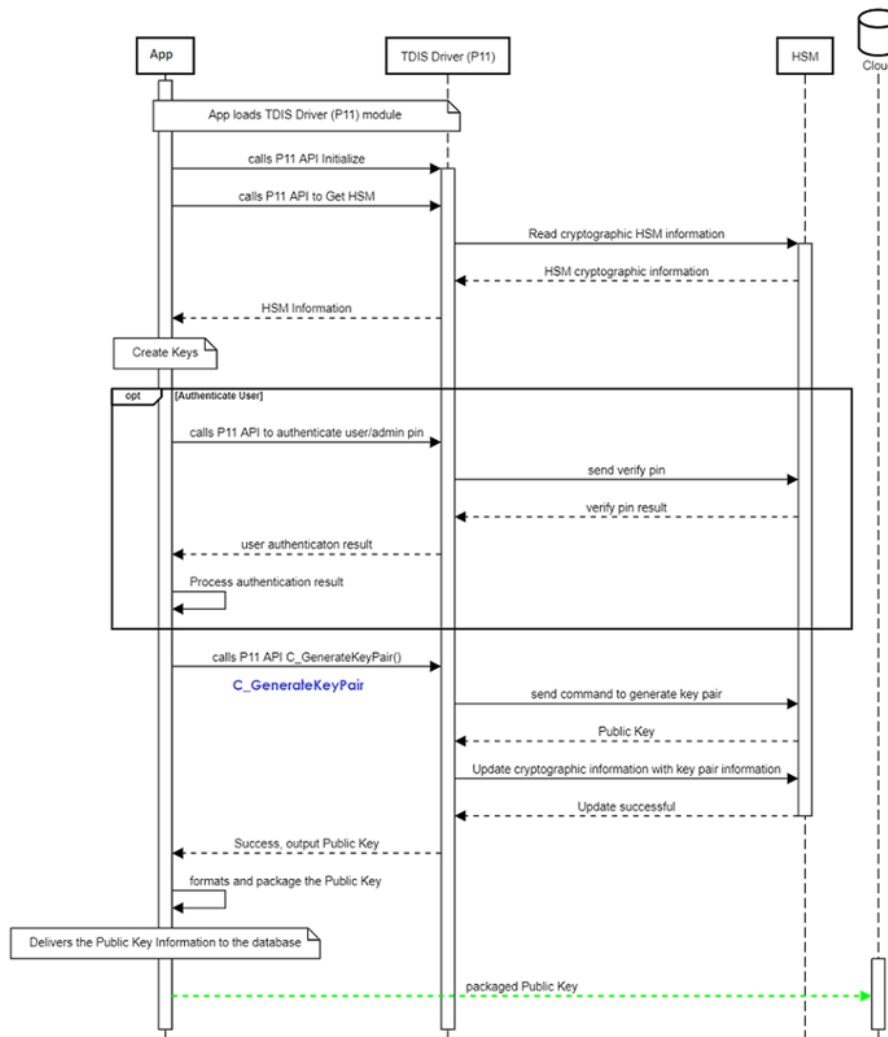 App
TDIS Driver (P11)
HSM
Cloud
App loads TDIS Driver (P11) module
calls P11 API Initialize
calls P11 API to Get HSM
Read cryptographic HSM information
HSM cryptographic information
HSM Information
Create Keys
opt
[Authenticate User]
calls P11 API to authenticate user/admin pin
send verify pin
verify pin result
user authenticaton result
Process authentication result
calls P11 API C_GenerateKeyPair()
C_GenerateKeyPair
send command to generate key pair
Public Key
Update cryptographic information with key pair information
Update successful
Success, output Public Key
formats and package the Public Key
Delivers the Public Key Information to the database
packaged Public Key